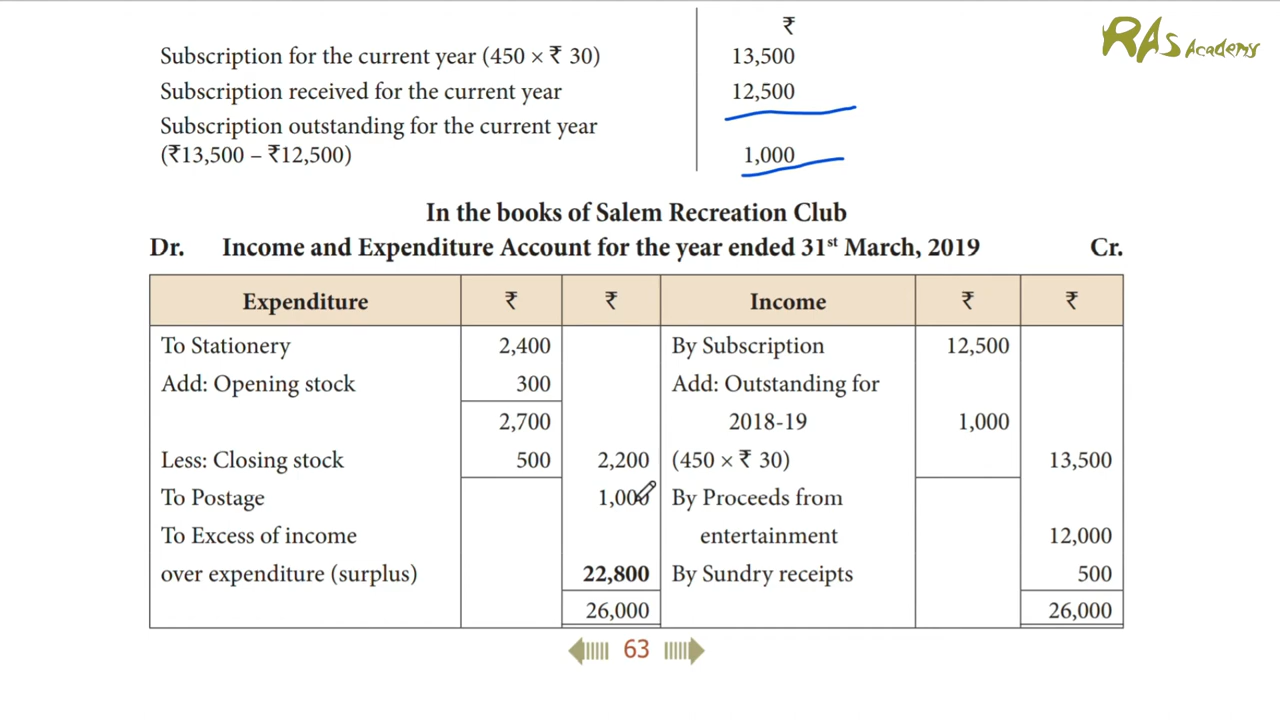 RAS Academy
₹
Subscription for the current year (450 × ₹ 30) 13,500
Subscription received for the current year 12,500
Subscription outstanding for the current year
(₹13,500 – ₹12,500) 1,000
In the books of Salem Recreation Club
Dr. Income and Expenditure Account for the year ended 31st March, 2019 Cr.
Expenditure ₹ ₹ Income ₹ ₹
To Stationery 2,400 By Subscription 12,500
Add: Opening stock 300 Add: Outstanding for
2,700 2018-19 1,000
Less: Closing stock 500 2,200 (450 × ₹ 30) 13,500
To Postage 1,000 By Proceeds from
To Excess of income entertainment 12,000
over expenditure (surplus) 22,800 By Sundry receipts 500
26,000 26,000
63